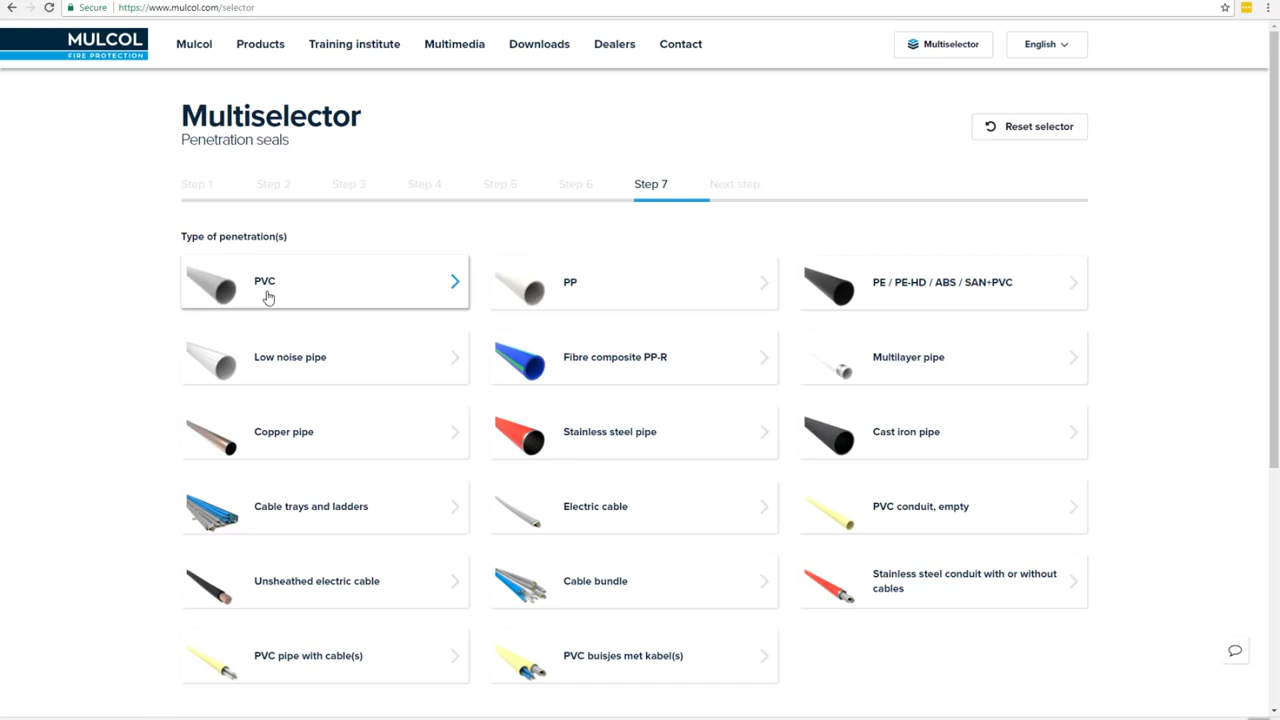 Secure
https://www.mulcol.com/selector
MULCOL
FIRE PROTECTION
Mulcol
Products
Training institute
Multimedia
Downloads
Dealers
Contact
Multiselector
English
Multiselector
Penetration seals
Reset selector
Step 1
Step 2
Step 3
Step 4
Step 5
Step 6
Step 7
Next step
Type of penetration(s)
PVC
PP
PE / PE-HD / ABS / SAN+PVC
Low noise pipe
Fibre composite PP-R
Multilayer pipe
Copper pipe
Stainless steel pipe
Cast iron pipe
Cable trays and ladders
Electric cable
PVC conduit, empty
Unsheathed electric cable
Cable bundle
Stainless steel conduit with or without
cables
PVC pipe with cable(s)
PVC buisjes met kabel(s)